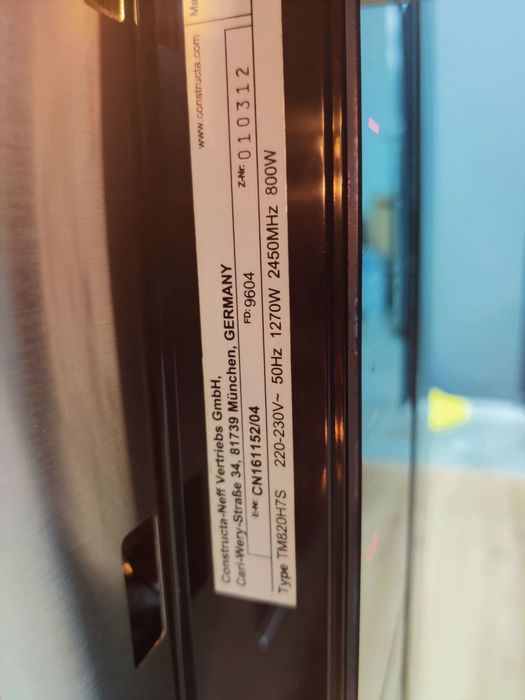 Constructa-Neff Vertriebs GmbH, www.constructa.com
Carl-Wery-Straße 34, 81739 München, GERMANY
E-Nr. CN161152/04 FD: 9604 Z-Nr. 010312
Type TM820H7S 220-230V~ 50Hz 1270W 2450MHz 800W